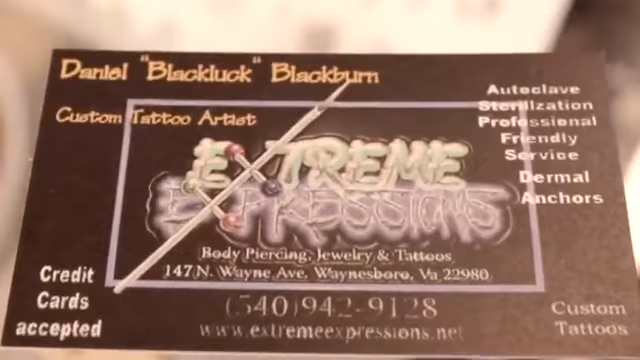 Daniel "Blackluck" Blackburn
Custom Tattoo Artist
Autoclave
Sterilization
Professional
Friendly
Service
Dermal
Anchors
EXTREME
EXPRESSIONS
Body Piercing, Jewelry & Tattoos
147 N. Wayne Ave. Waynesboro, Va 22980
(540)942-9128
www.extremeexpressions.net
Credit
Cards
accepted
Custom
Tattoos